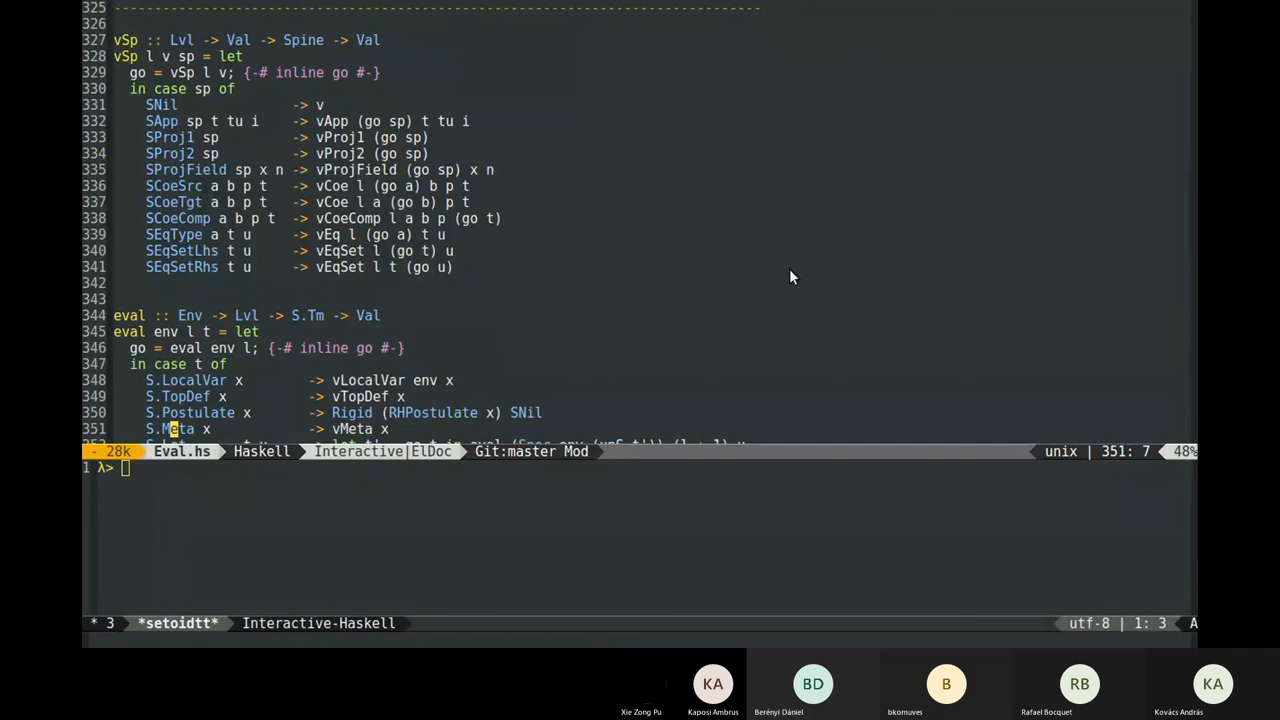 325 --------------------------------------------------------------------------------
326
327 vSp :: Lvl -> Val -> Spine -> Val
328 vSp l v sp = let
329   go = vSp l v; {-# inline go #-}
330   in case sp of
331     SNil              -> v
332     SApp sp t tu i    -> vApp (go sp) t tu i
333     SProj1 sp         -> vProj1 (go sp)
334     SProj2 sp         -> vProj2 (go sp)
335     SProjField sp x n -> vProjField (go sp) x n
336     SCoeSrc a b p t   -> vCoe l (go a) b p t
337     SCoeTgt a b p t   -> vCoe l a (go b) p t
338     SCoeComp a b p t  -> vCoeComp l a b p (go t)
339     SEqType a t u     -> vEq l (go a) t u
340     SEqSetLhs t u     -> vEqSet l (go t) u
341     SEqSetRhs t u     -> vEqSet l t (go u)
342
343
344 eval :: Env -> Lvl -> S.Tm -> Val
345 eval env l t = let
346   go = eval env l; {-# inline go #-}
347   in case t of
348     S.LocalVar x        -> vLocalVar env x
349     S.TopDef x          -> vTopDef x
350     S.Postulate x       -> Rigid (RHPostulate x) SNil
351     S.Meta x            -> vMeta x
- 28k Eval.hs Haskell Interactive|ElDoc Git:master Mod unix | 351: 7 48%
1 λ>
* 3 *setoidtt* Interactive-Haskell utf-8 | 1: 3 A
KA BD B RB KA
Xie Zong Pu Kaposi Ambrus Berényi Dániel bkomuves Rafael Bocquet Kovács András